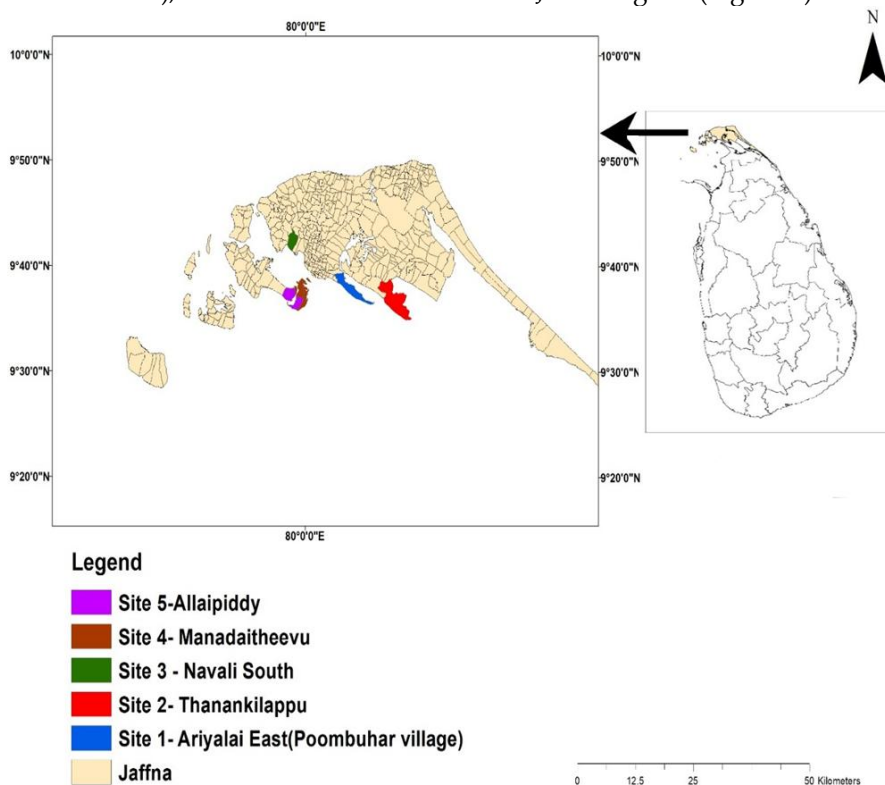 N
80°0'0"E
10°0'0"N
10°0'0"N
9°50'0"N
9°50'0"N
9°40'0"N
9°40'0"N
9°30'0"N
9°30'0"N
9°20'0"N
9°20'0"N
80°0'0"E
Legend
Site 5-Allaipiddy
Site 4- Manadaitheevu
Site 3 - Navali South
Site 2- Thanankilappu
Site 1- Ariyalai East(Poombuhar village)
Jaffna
0 12.5 25 50 Kilometers